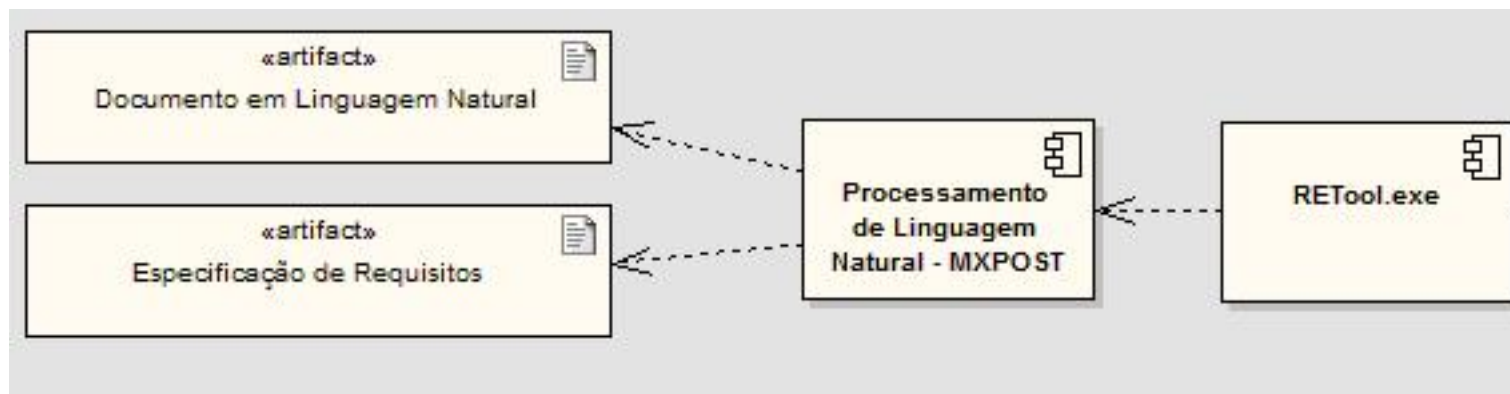 «artifact»
Documento em Linguagem Natural
«artifact»
Especificação de Requisitos
Processamento
de Linguagem
Natural - MXPOST
RETool.exe